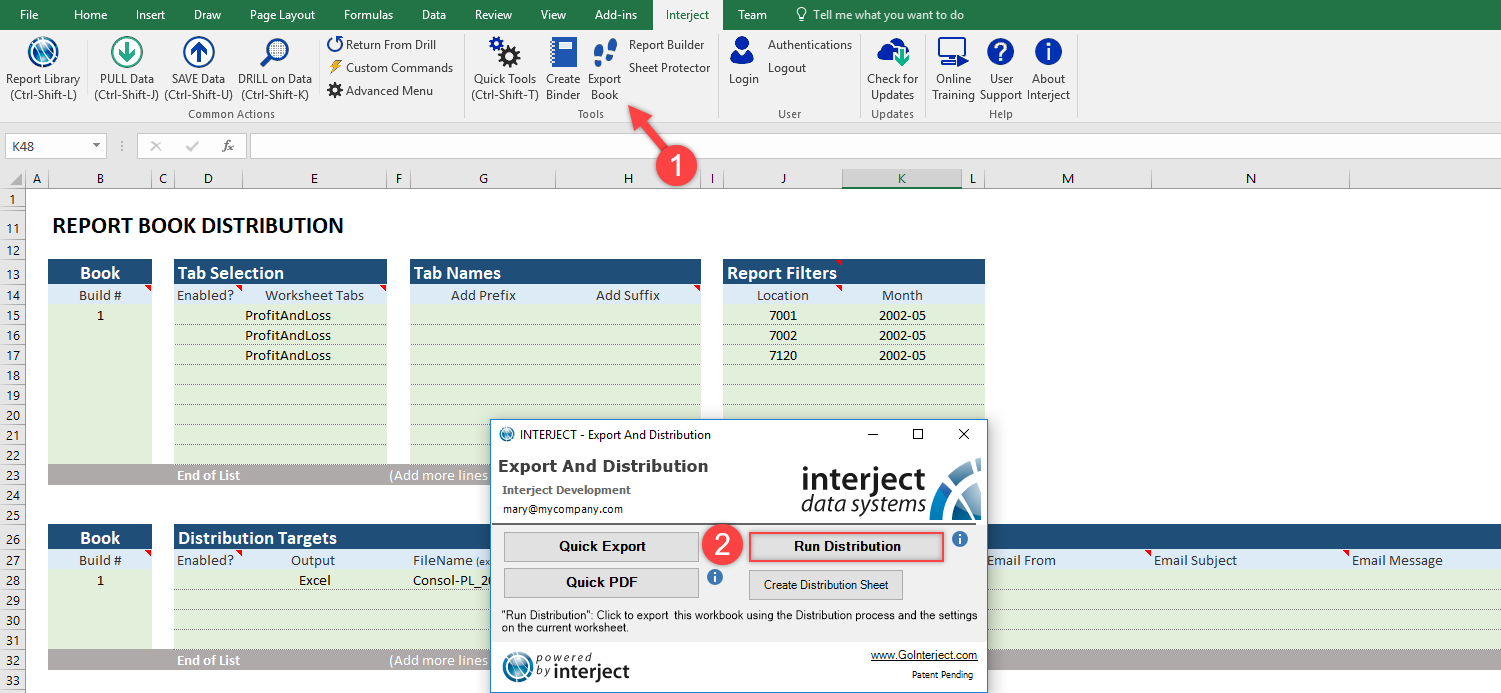 File Home Insert Draw Page Layout Formulas Data Review View Add-ins Interject Team Tell me what you want to do
Report Library (Ctrl-Shift-L)
PULL Data (Ctrl-Shift-J)
SAVE Data (Ctrl-Shift-U)
DRILL on Data (Ctrl-Shift-K)
Return From Drill
Custom Commands
Advanced Menu
Common Actions
Quick Tools (Ctrl-Shift-T)
Create Binder
Export Book
Report Builder
Sheet Protector
Tools
Login
Authentications
Logout
User
Check for Updates
Updates
Online Training
User Support
About Interject
Help
1
K48
fx
A B C D E F G H I J K L M N
1
11 REPORT BOOK DISTRIBUTION
12
13 Book Tab Selection Tab Names Report Filters
14 Build # Enabled? Worksheet Tabs Add Prefix Add Suffix Location Month
15 1 ProfitAndLoss 7001 2002-05
16 ProfitAndLoss 7002 2002-05
17 ProfitAndLoss 7120 2002-05
18
19
20
21
22
23 End of List (Add more lines
24
25
26 Book Distribution Targets
27 Build # Enabled? Output FileName (ex Email From Email Subject Email Message
28 1 Excel Consol-PL_20
29
30
31
32 End of List (Add more lines
33
INTERJECT - Export And Distribution
Export And Distribution
Interject Development
mary@mycompany.com
interject
data systems
Quick Export
2
Run Distribution
Quick PDF
Create Distribution Sheet
"Run Distribution": Click to export this workbook using the Distribution process and the settings
on the current worksheet.
powered
by interject
www.GoInterject.com
Patent Pending